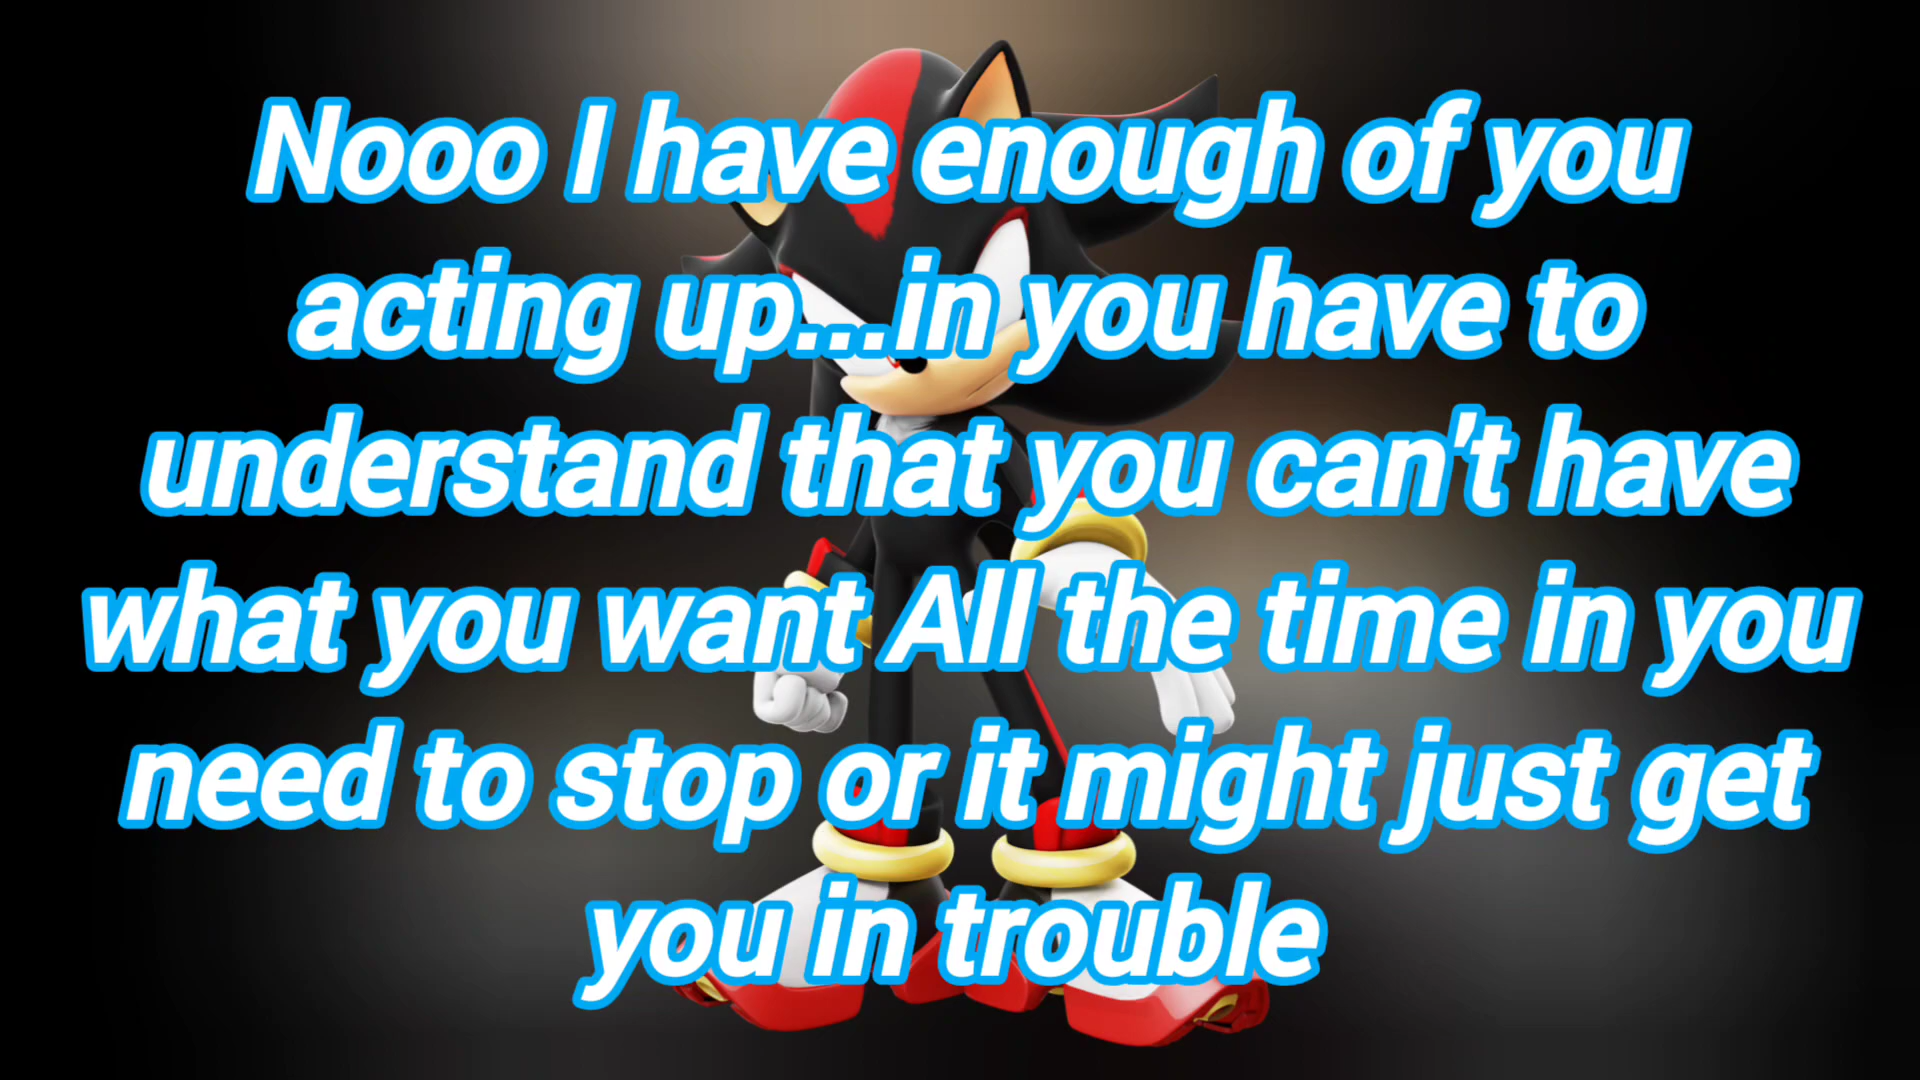 Nooo I have enough of you
acting up...in you have to
understand that you can't have
what you want All the time in you
need to stop or it might just get
you in trouble